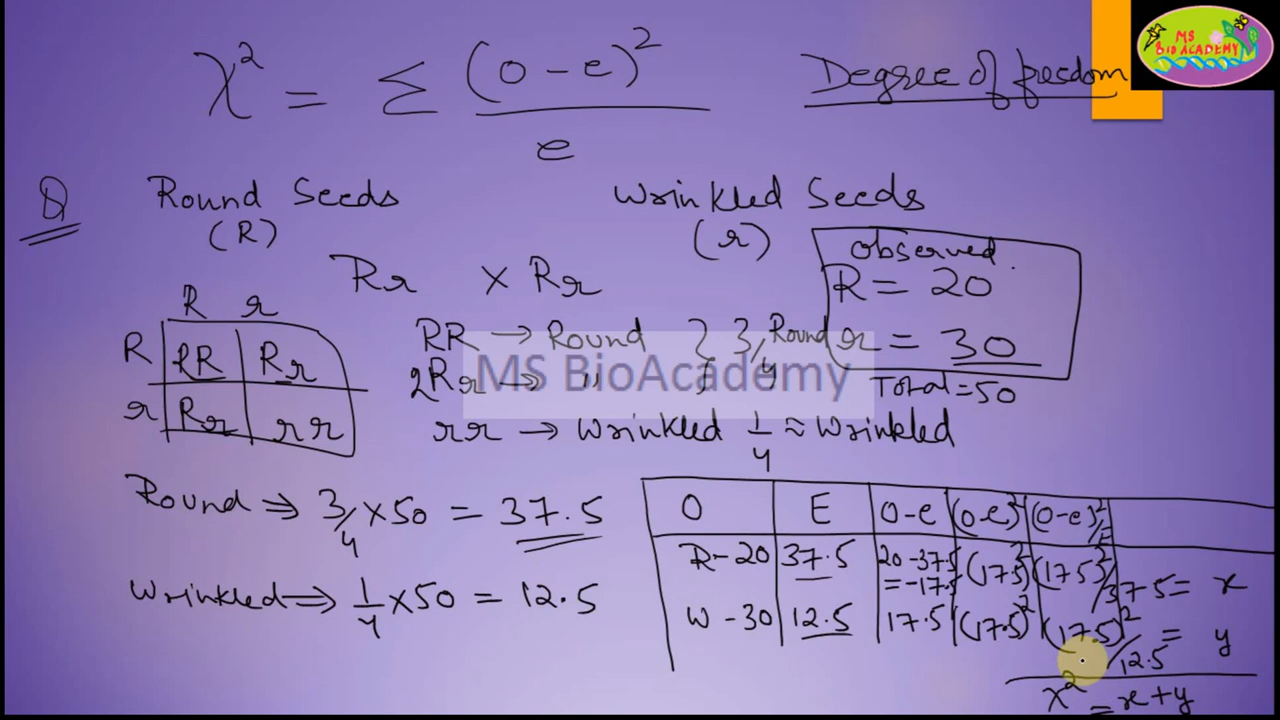 χ² = Σ (o - e)² / e
Degree of freedom
MS
BIO ACADEMY
Q
Round Seeds
(R)
Wrinkled Seeds
(r)
Observed
R = 20
r = 30
Total = 50
Rr × Rr
R r
R RR Rr
r Rr rr
RR → Round } 3/4 Round
2Rr → "
rr → Wrinkled 1/4 ≈ Wrinkled
MS BioAcademy
Round ⇒ 3/4 × 50 = 37.5
Wrinkled ⇒ 1/4 × 50 = 12.5
O E O-e (o-e)² (o-e)²/E
R-20 37.5 20-37.5 = -17.5 (17.5)² (17.5)²/37.5 = x
W-30 12.5 17.5 (17.5)² (17.5)²/12.5 = y
x² = x+y